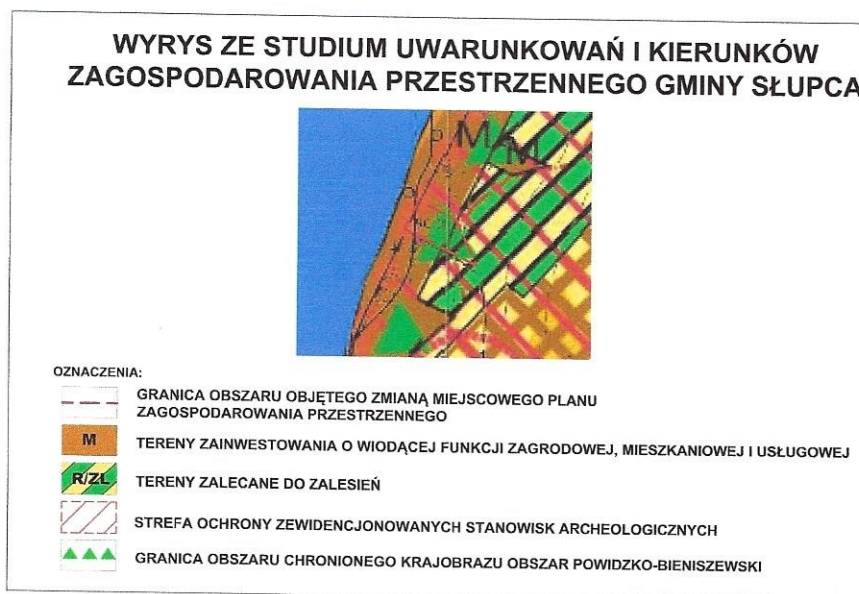 WYRYS ZE STUDIUM UWARUNKOWAŃ I KIERUNKÓW
ZAGOSPODAROWANIA PRZESTRZENNEGO GMINY SŁUPCA
M
M
OZNACZENIA:
GRANICA OBSZARU OBJĘTEGO ZMIANĄ MIEJSCOWEGO PLANU
ZAGOSPODAROWANIA PRZESTRZENNEGO
M TERENY ZAINWESTOWANIA O WIODĄCEJ FUNKCJI ZAGRODOWEJ, MIESZKANIOWEJ I USŁUGOWEJ
R/ZL TERENY ZALECANE DO ZALESIEŃ
STREFA OCHRONY ZEWIDENCJONOWANYCH STANOWISK ARCHEOLOGICZNYCH
GRANICA OBSZARU CHRONIONEGO KRAJOBRAZU OBSZAR POWIDZKO-BIENISZEWSKI